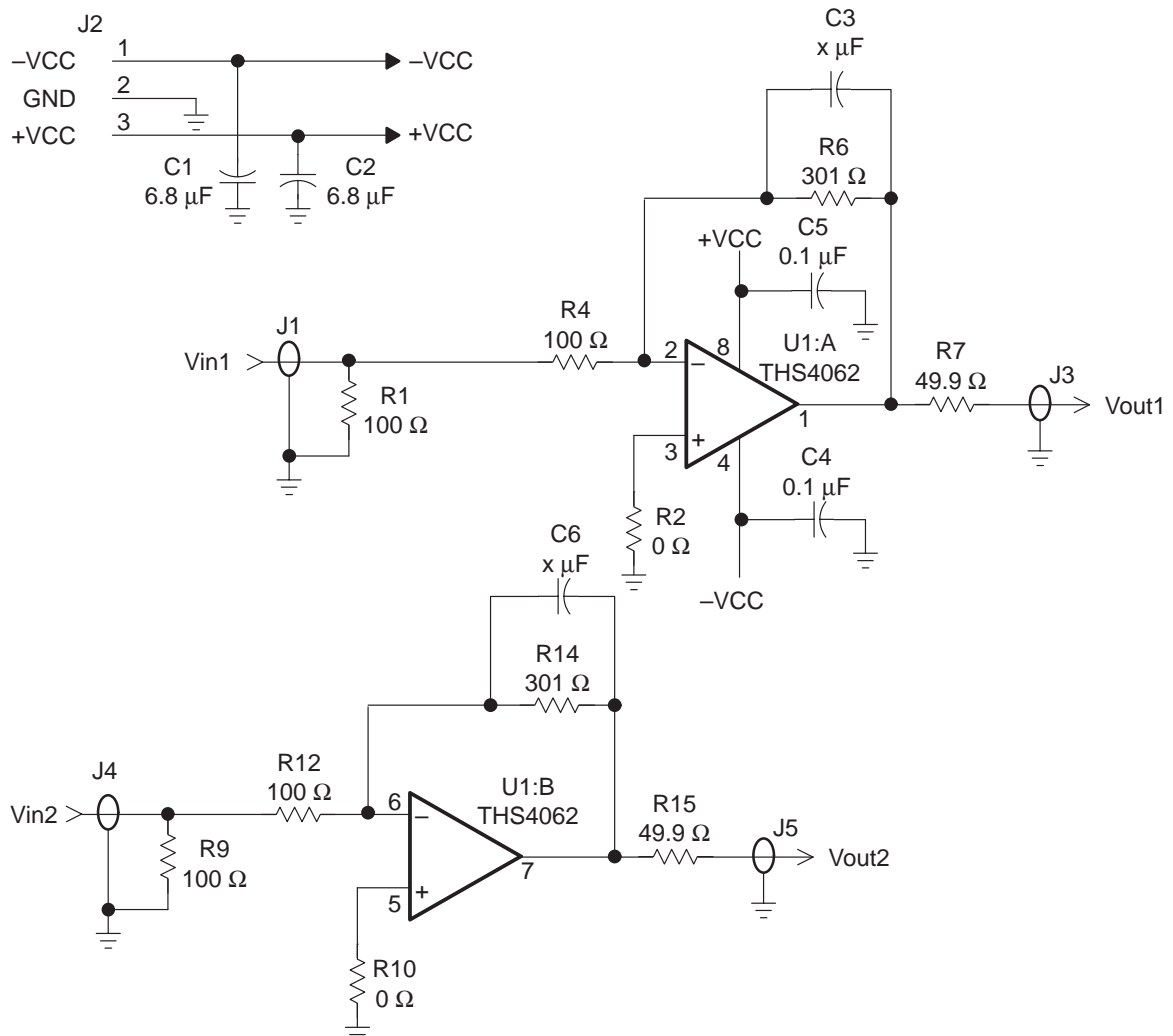 J2
–VCC 1 –VCC
GND 2
+VCC 3 +VCC
C1
6.8 μF
C2
6.8 μF
C3
x μF
R6
301 Ω
C5
0.1 μF
+VCC
Vin1
J1
R1
100 Ω
R4
100 Ω
2
–
8
U1:A
THS4062
3
+
4
1
R7
49.9 Ω
J3
Vout1
R2
0 Ω
C4
0.1 μF
–VCC
C6
x μF
R14
301 Ω
Vin2
J4
R9
100 Ω
R12
100 Ω
6
–
U1:B
THS4062
5
+
7
R15
49.9 Ω
J5
Vout2
R10
0 Ω